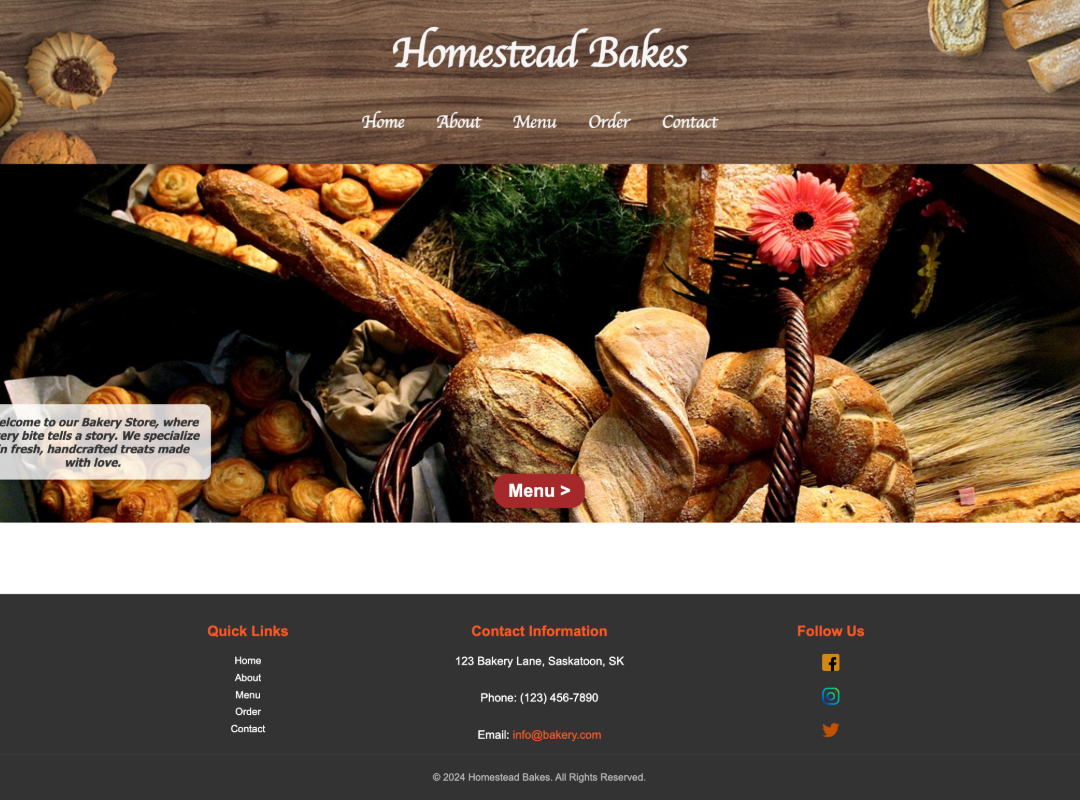 Homestead Bakes
Home About Menu Order Contact
elcome to our Bakery Store, where
ery bite tells a story. We specialize
in fresh, handcrafted treats made
with love.
Menu >
Quick Links
Home
About
Menu
Order
Contact
Contact Information
123 Bakery Lane, Saskatoon, SK
Phone: (123) 456-7890
Email: info@bakery.com
Follow Us
© 2024 Homestead Bakes. All Rights Reserved.